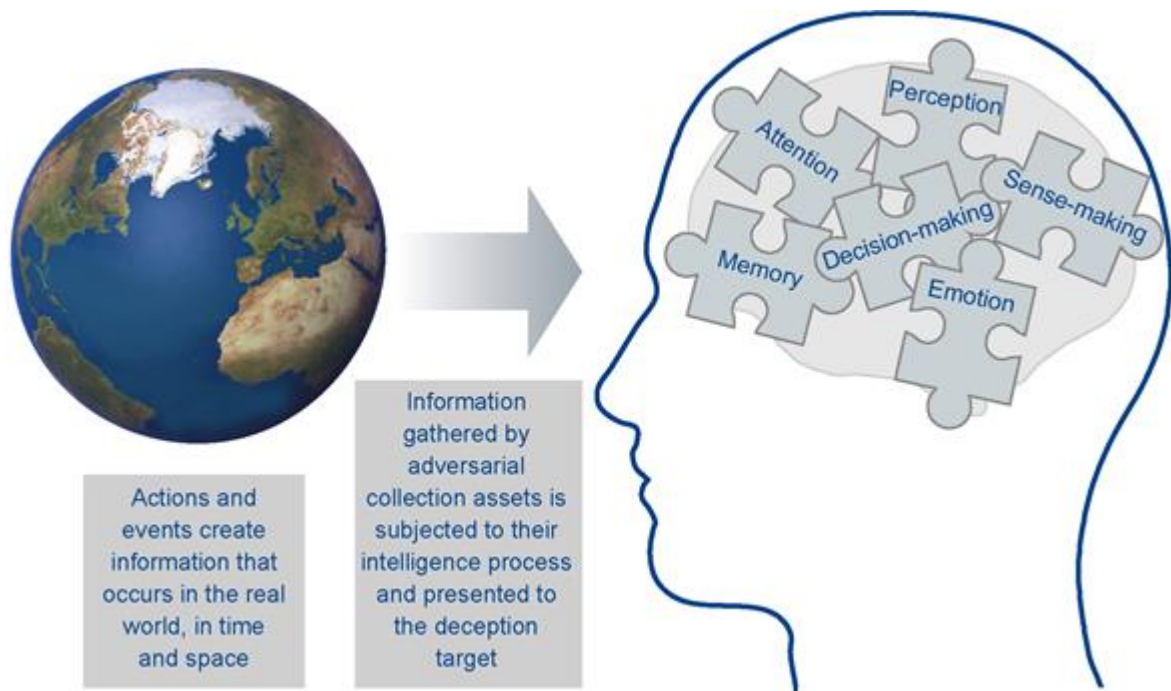 Actions and
events create
information that
occurs in the real
world, in time
and space
Information
gathered by
adversarial
collection assets is
subjected to their
intelligence process
and presented to
the deception
target
Perception
Attention
Sense-making
Decision-making
Memory
Emotion